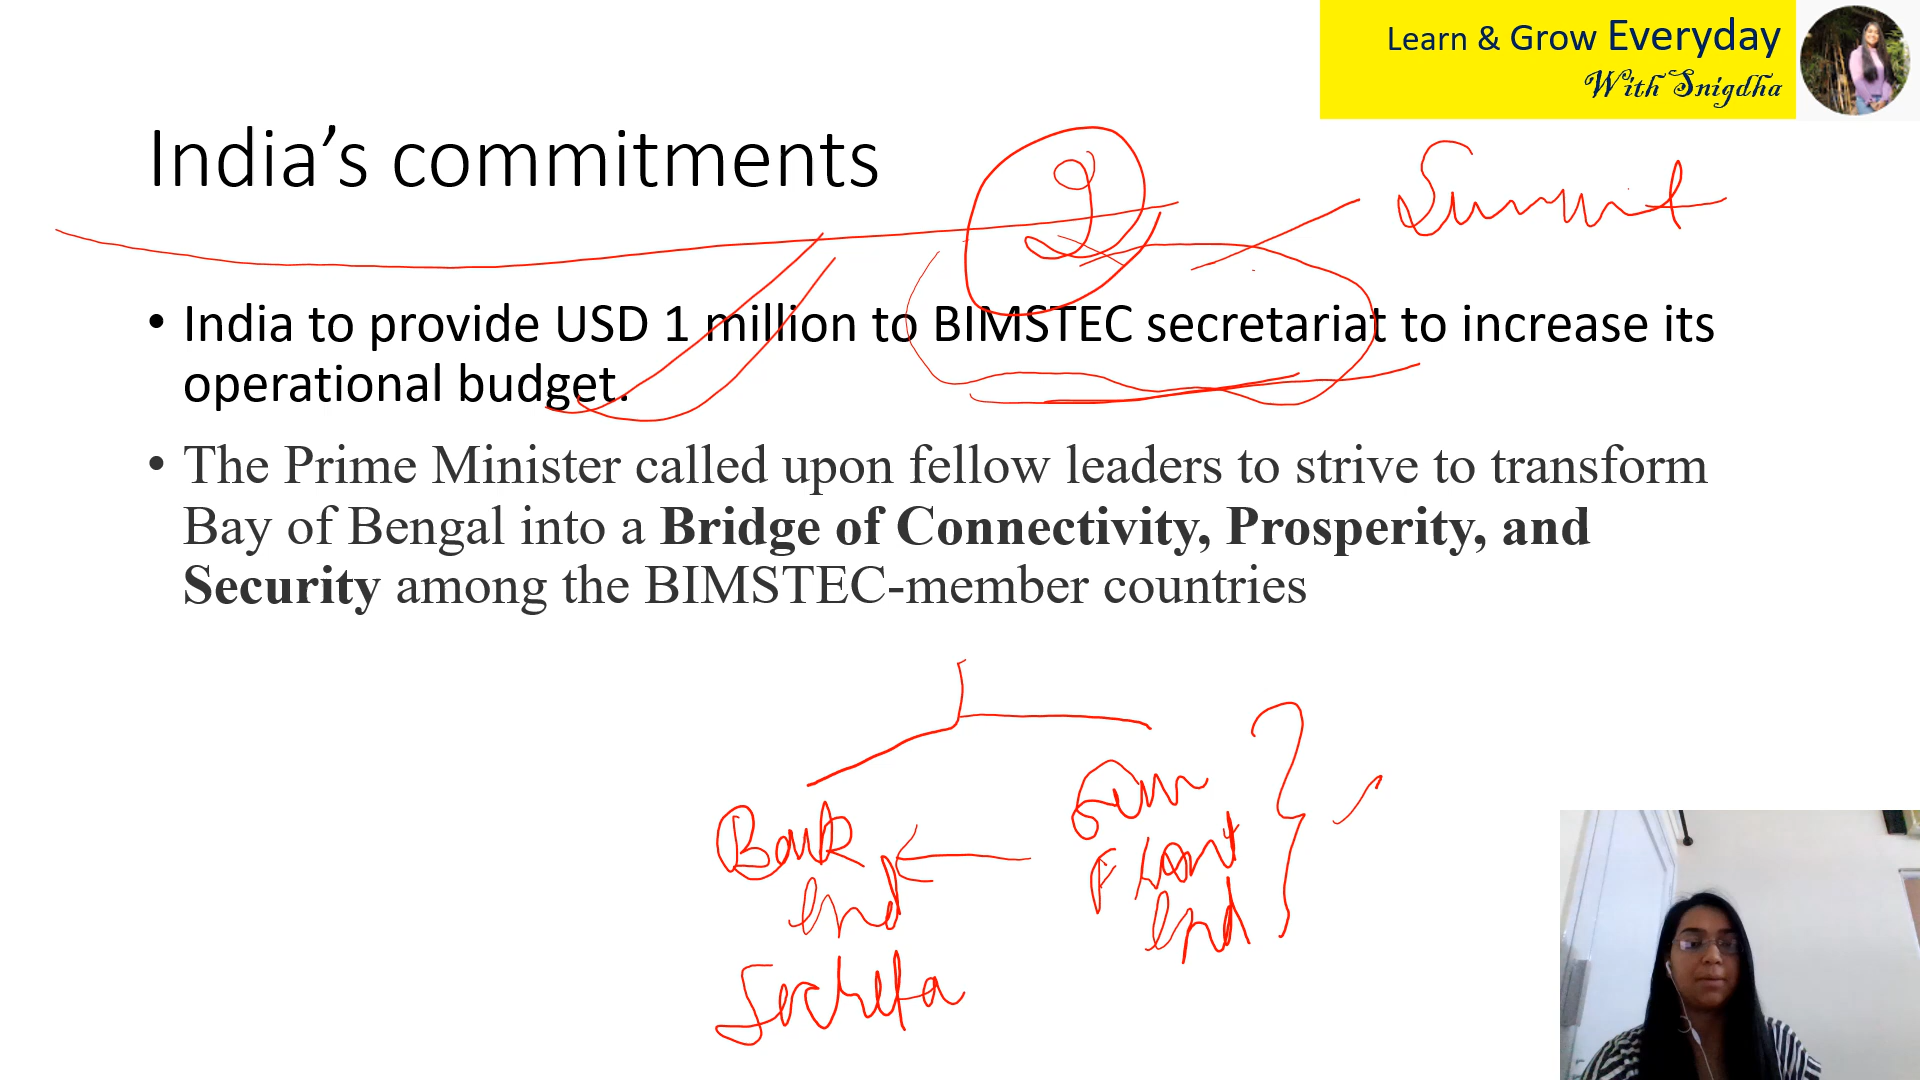 Learn & Grow Everyday
With Snigdha
India’s commitments
Summit
• India to provide USD 1 million to BIMSTEC secretariat to increase its
operational budget.
• The Prime Minister called upon fellow leaders to strive to transform
Bay of Bengal into a Bridge of Connectivity, Prosperity, and
Security among the BIMSTEC-member countries
Back
End
Front
End